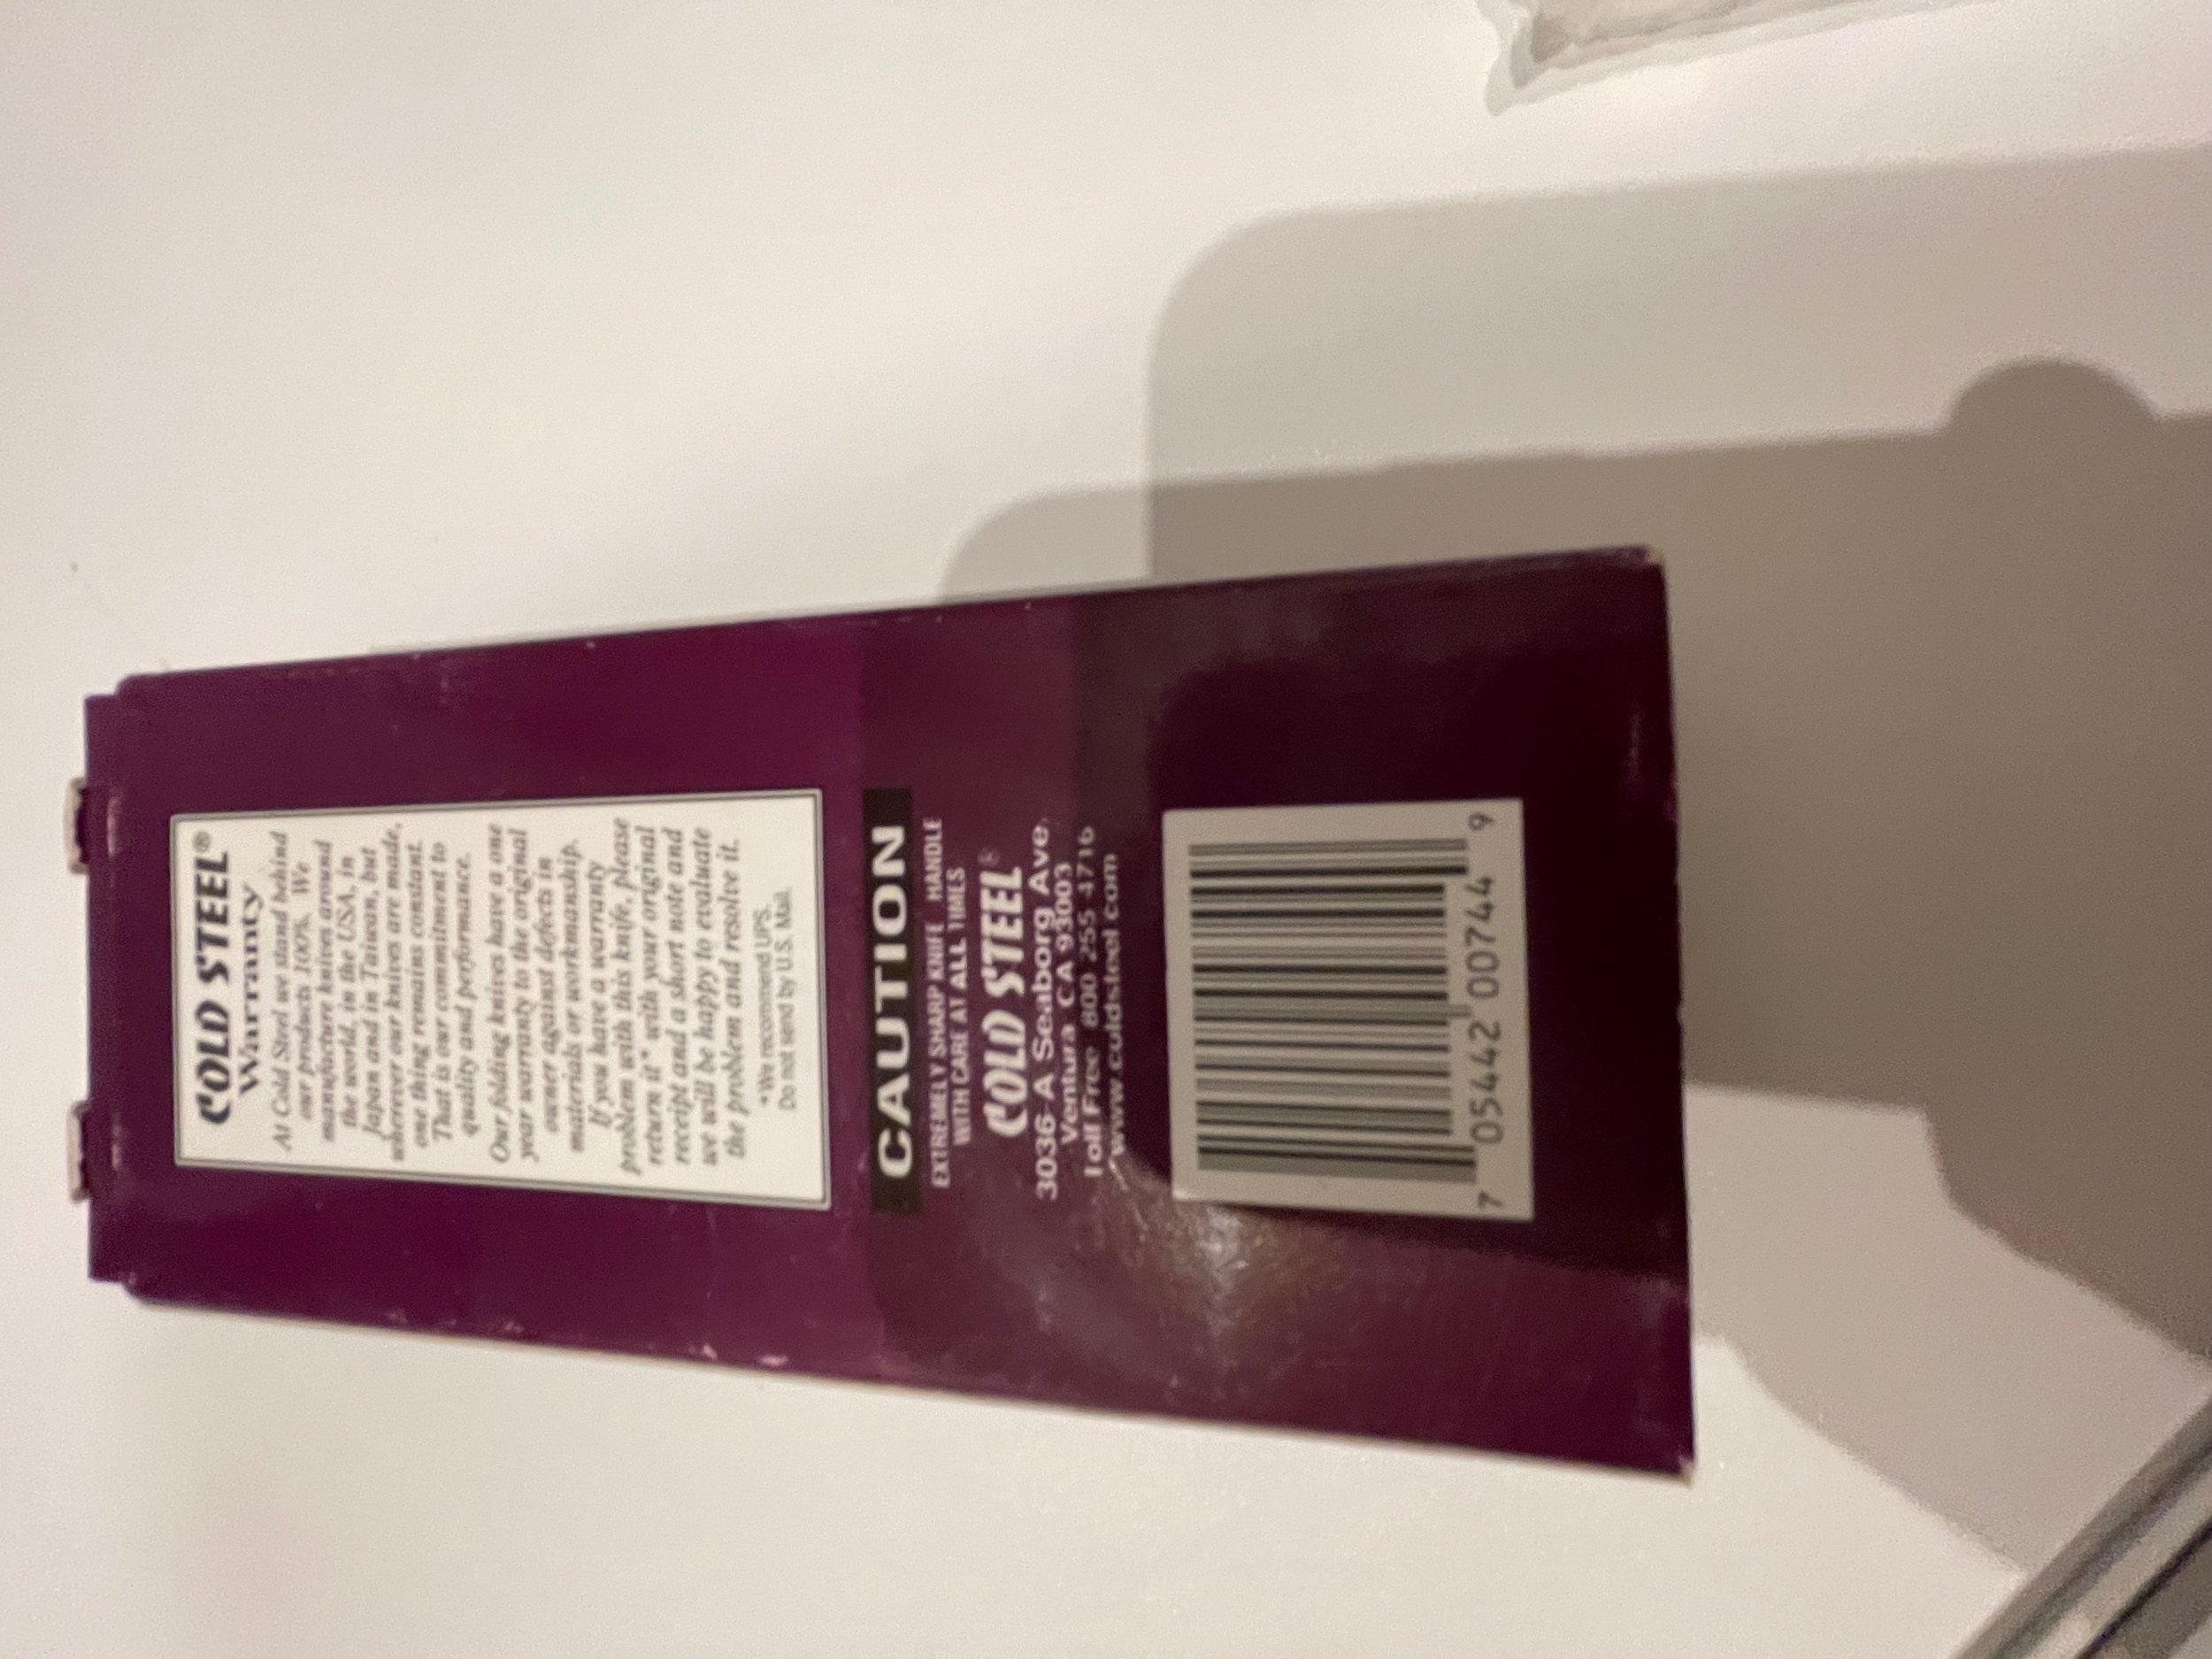 COLD STEEL®
Warranty
At Cold Steel we stand behind
our products 100%. We
manufacture knives around
the world, in the USA, in
Japan and in Taiwan, but
wherever our knives are made,
one thing remains constant.
That is our commitment to
quality and performance.
Our folding knives have a one
year warranty to the original
owner against defects in
materials or workmanship.
If you have a warranty
problem with this knife, please
return it* with your original
receipt and a short note and
we will be happy to evaluate
the problem and resolve it.
*We recommend UPS.
Do not send by U.S. Mail.
CAUTION
EXTREMELY SHARP KNIFE HANDLE
WITH CARE AT ALL TIMES
COLD STEEL®
3036-A Seaborg Ave.
Ventura CA 93003
Toll Free 800 255 4716
www.coldsteel.com
7 05442 00744 9